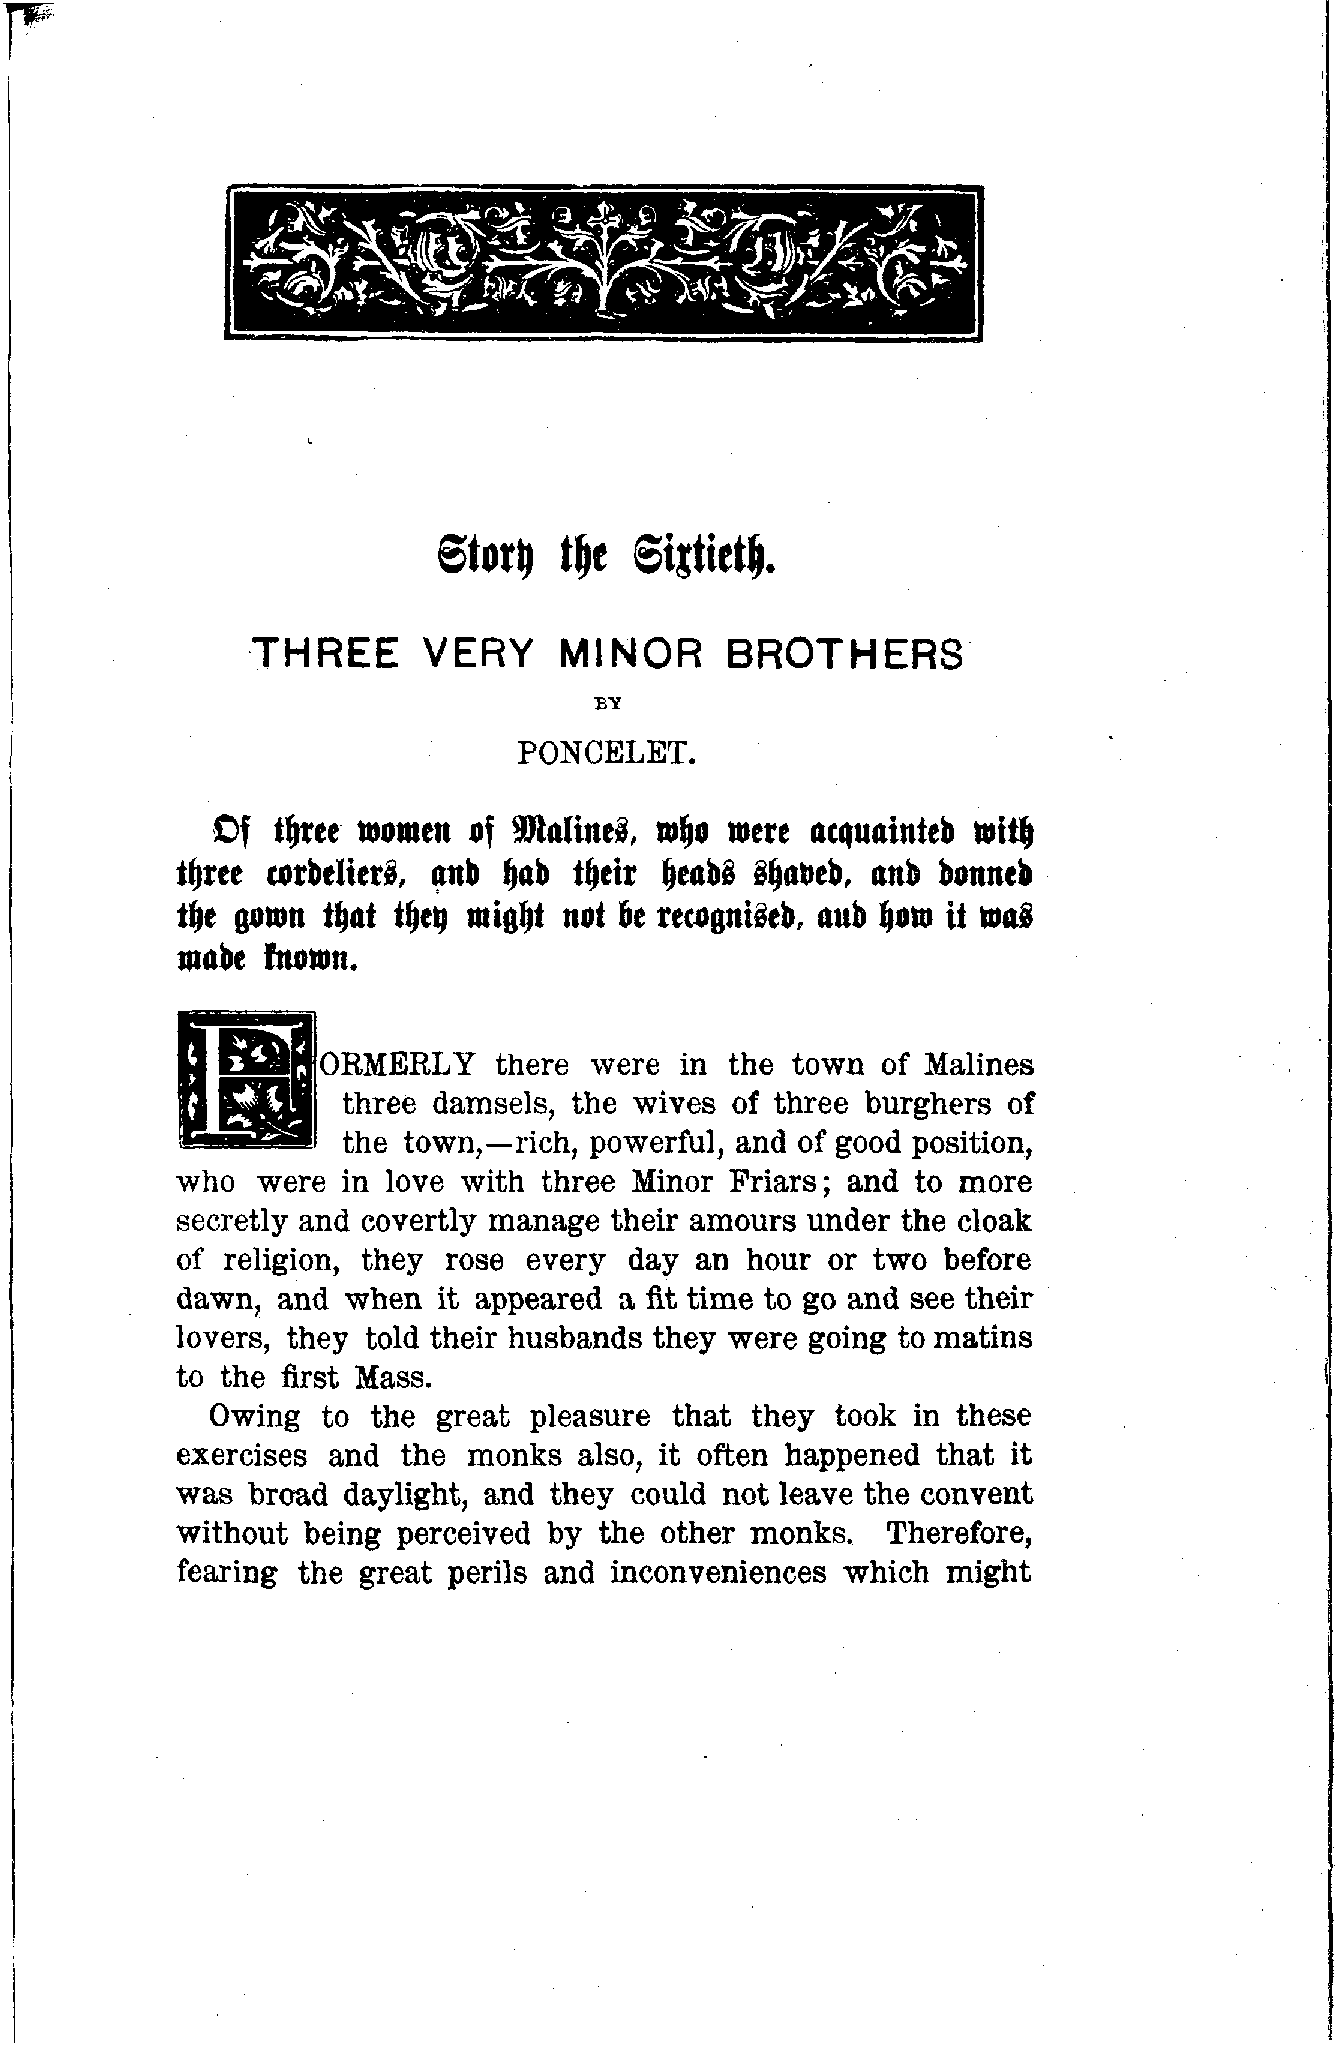 Story the Sixtieth.
THREE VERY MINOR BROTHERS
BY
PONCELET.
Of three women of Malines, who were acquainted with
three cordeliers, and had their heads shaved, and donned
the gown that they might not be recognised, aud how it was
made known.
FORMERLY there were in the town of Malines
three damsels, the wives of three burghers of
the town,—rich, powerful, and of good position,
who were in love with three Minor Friars; and to more
secretly and covertly manage their amours under the cloak
of religion, they rose every day an hour or two before
dawn, and when it appeared a fit time to go and see their
lovers, they told their husbands they were going to matins
to the first Mass.
Owing to the great pleasure that they took in these
exercises and the monks also, it often happened that it
was broad daylight, and they could not leave the convent
without being perceived by the other monks. Therefore,
fearing the great perils and inconveniences which might